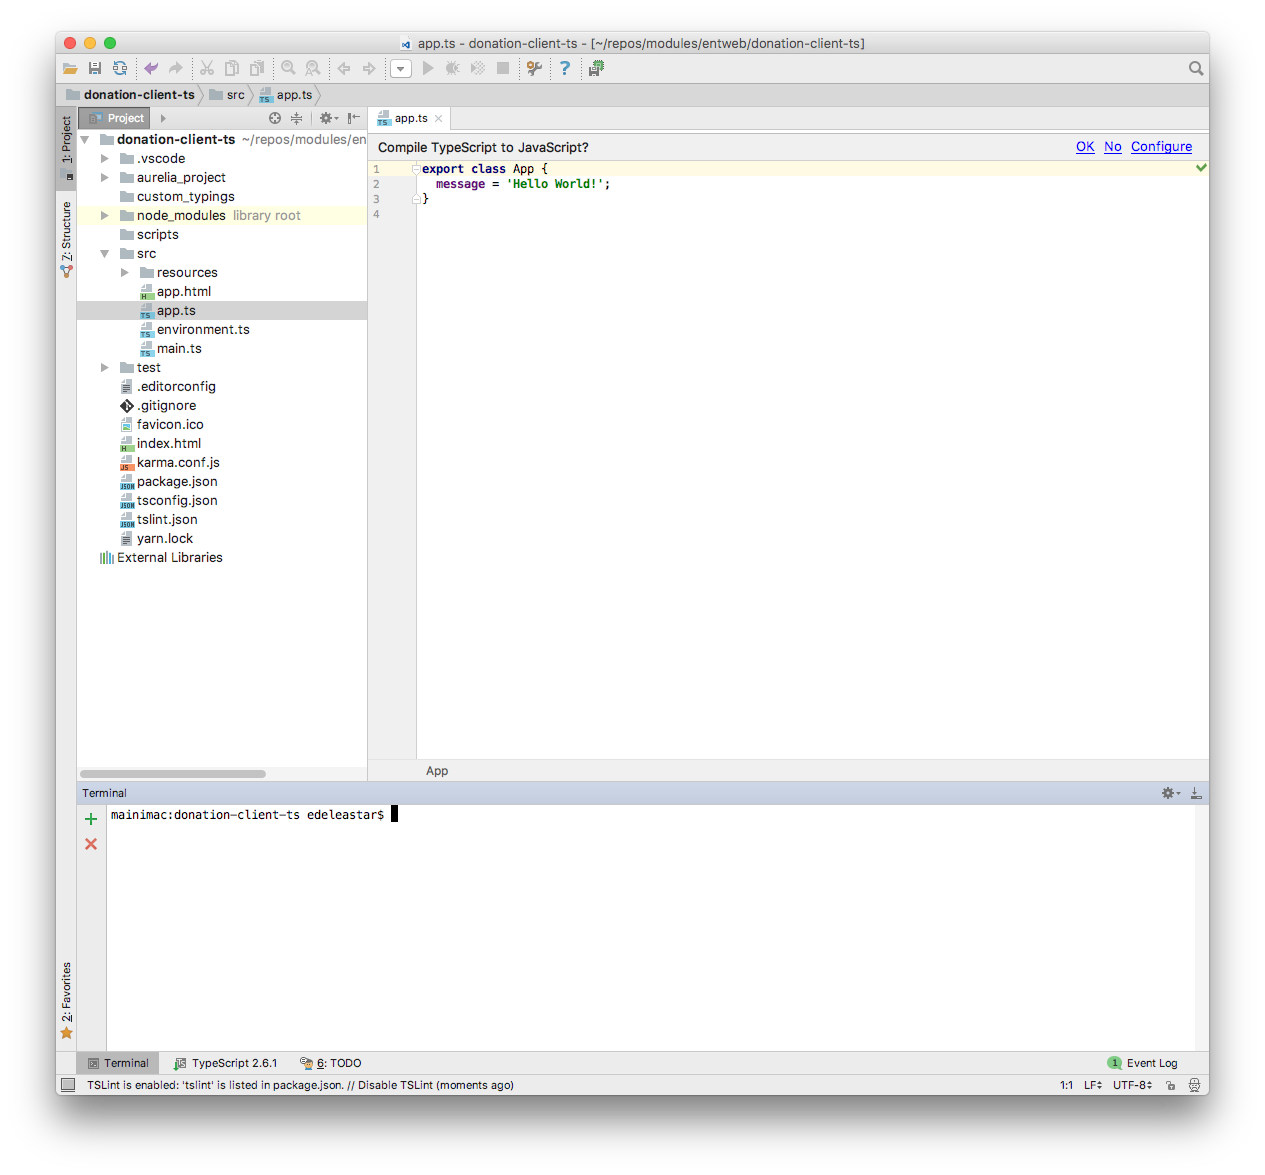 app.ts - donation-client-ts - [~/repos/modules/entweb/donation-client-ts]
donation-client-ts src app.ts
1: Project
7: Structure
2: Favorites
Project
donation-client-ts ~/repos/modules/en
.vscode
aurelia_project
custom_typings
node_modules library root
scripts
src
resources
app.html
app.ts
environment.ts
main.ts
test
.editorconfig
.gitignore
favicon.ico
index.html
karma.conf.js
package.json
tsconfig.json
tslint.json
yarn.lock
External Libraries
app.ts
Compile TypeScript to JavaScript? OK No Configure
1 export class App {
2 message = 'Hello World!';
3 }
4
App
Terminal
mainimac:donation-client-ts edeleastar$
Terminal TypeScript 2.6.1 6: TODO 1 Event Log
TSLint is enabled: 'tslint' is listed in package.json. // Disable TSLint (moments ago) 1:1 LF UTF-8